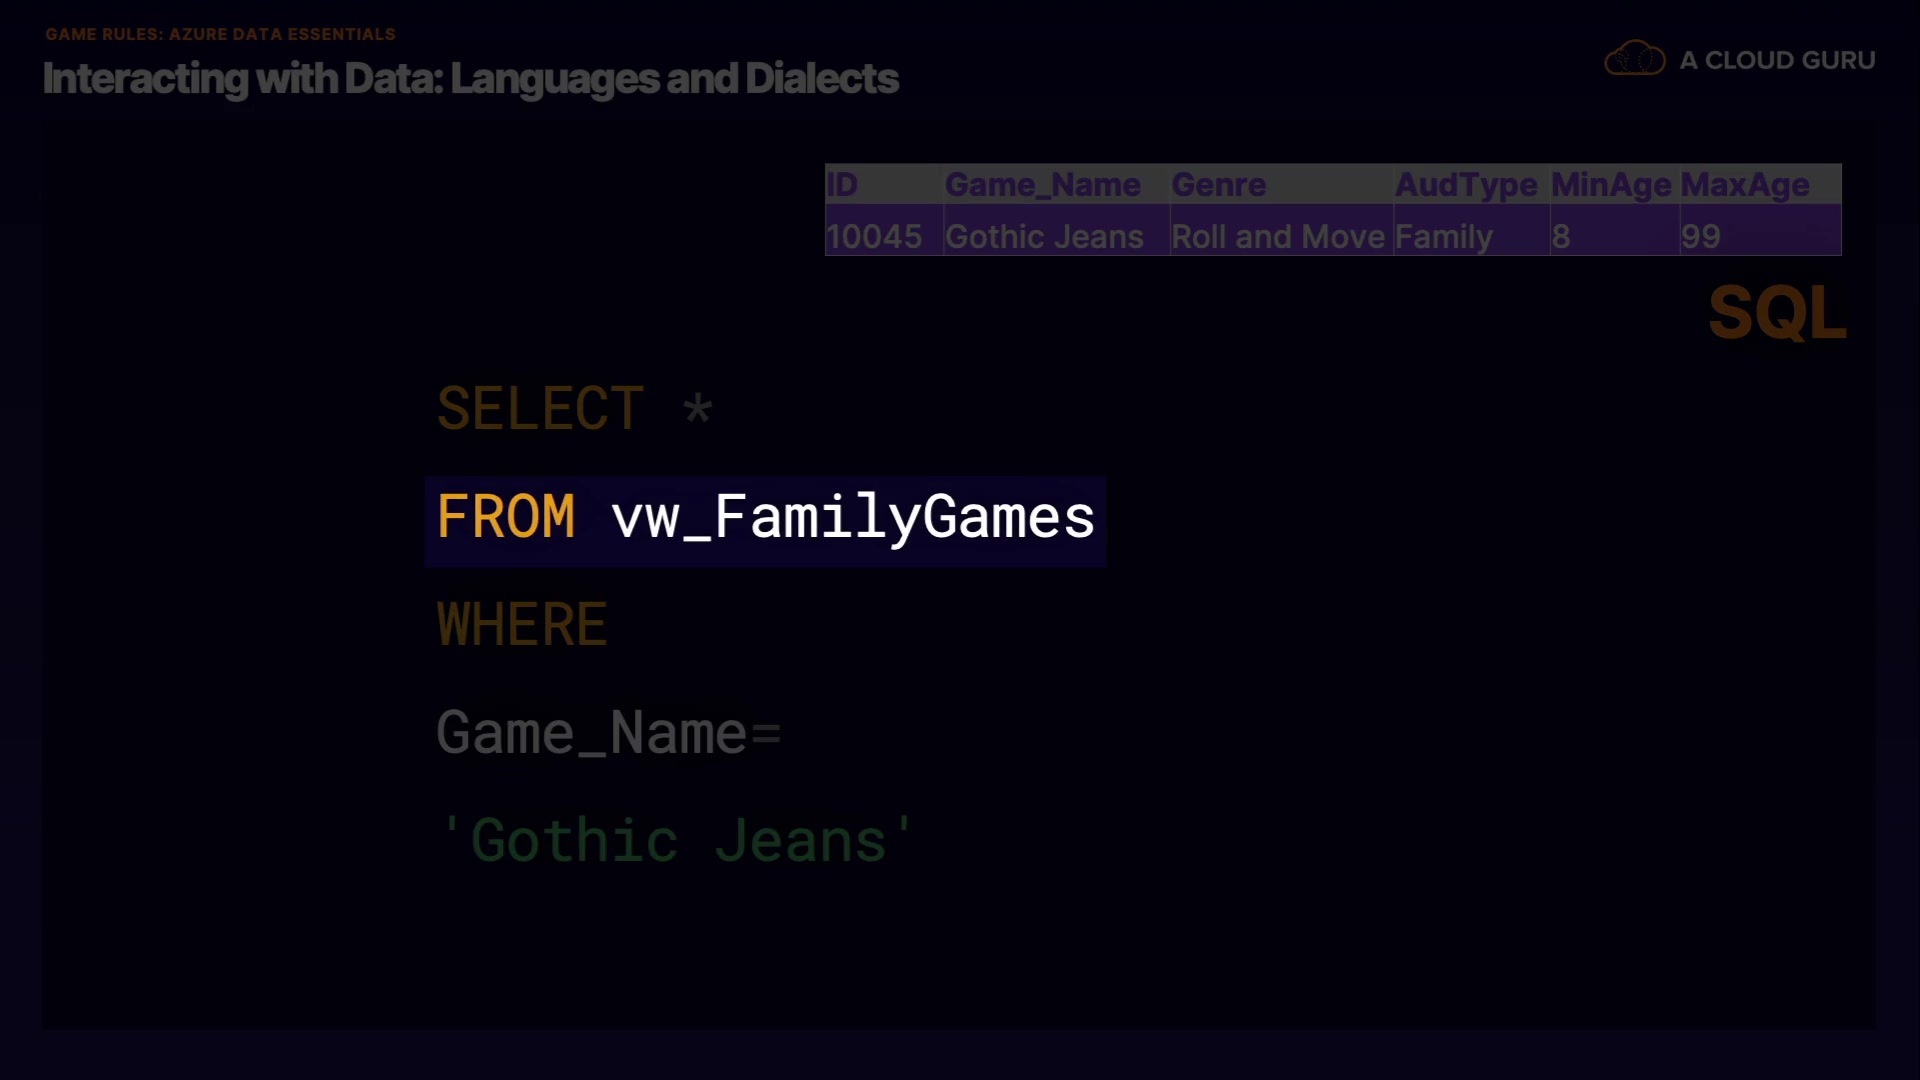 GAME RULES: AZURE DATA ESSENTIALS
Interacting with Data: Languages and Dialects
A CLOUD GURU
ID Game_Name Genre AudType MinAge MaxAge
10045 Gothic Jeans Roll and Move Family 8 99
SQL
SELECT *
FROM vw_FamilyGames
WHERE
Game_Name=
'Gothic Jeans'